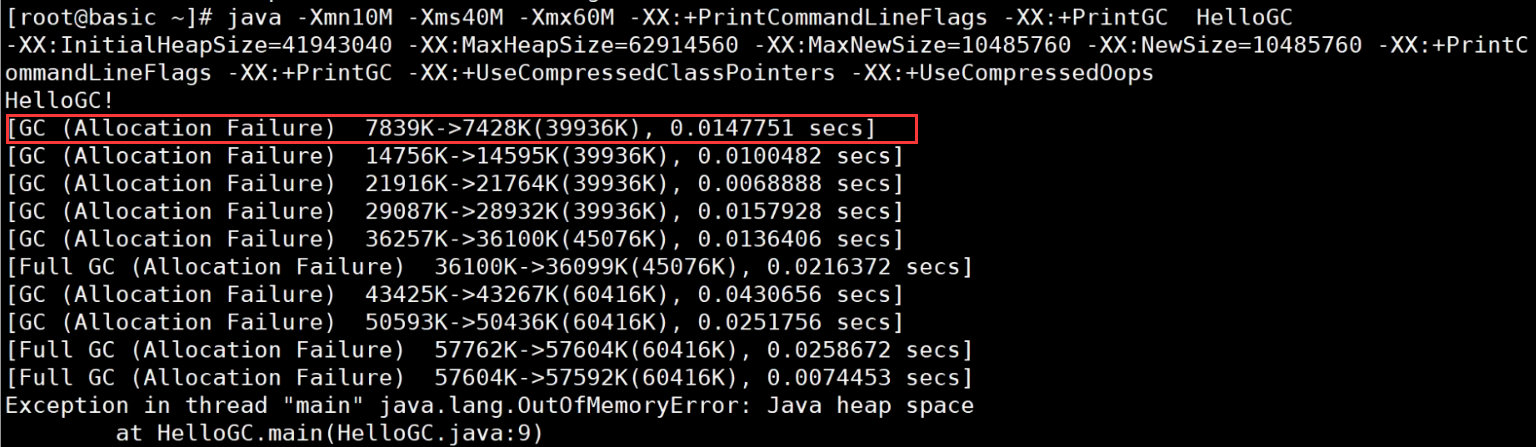 [root@basic ~]# java -Xmn10M -Xms40M -Xmx60M -XX:+PrintCommandLineFlags -XX:+PrintGC  HelloGC
-XX:InitialHeapSize=41943040 -XX:MaxHeapSize=62914560 -XX:MaxNewSize=10485760 -XX:NewSize=10485760 -XX:+PrintC
ommandLineFlags -XX:+PrintGC -XX:+UseCompressedClassPointers -XX:+UseCompressedOops
HelloGC!
[GC (Allocation Failure)  7839K->7428K(39936K), 0.0147751 secs]
[GC (Allocation Failure)  14756K->14595K(39936K), 0.0100482 secs]
[GC (Allocation Failure)  21916K->21764K(39936K), 0.0068888 secs]
[GC (Allocation Failure)  29087K->28932K(39936K), 0.0157928 secs]
[GC (Allocation Failure)  36257K->36100K(45076K), 0.0136406 secs]
[Full GC (Allocation Failure)  36100K->36099K(45076K), 0.0216372 secs]
[GC (Allocation Failure)  43425K->43267K(60416K), 0.0430656 secs]
[GC (Allocation Failure)  50593K->50436K(60416K), 0.0251756 secs]
[Full GC (Allocation Failure)  57762K->57604K(60416K), 0.0258672 secs]
[Full GC (Allocation Failure)  57604K->57592K(60416K), 0.0074453 secs]
Exception in thread "main" java.lang.OutOfMemoryError: Java heap space
        at HelloGC.main(HelloGC.java:9)